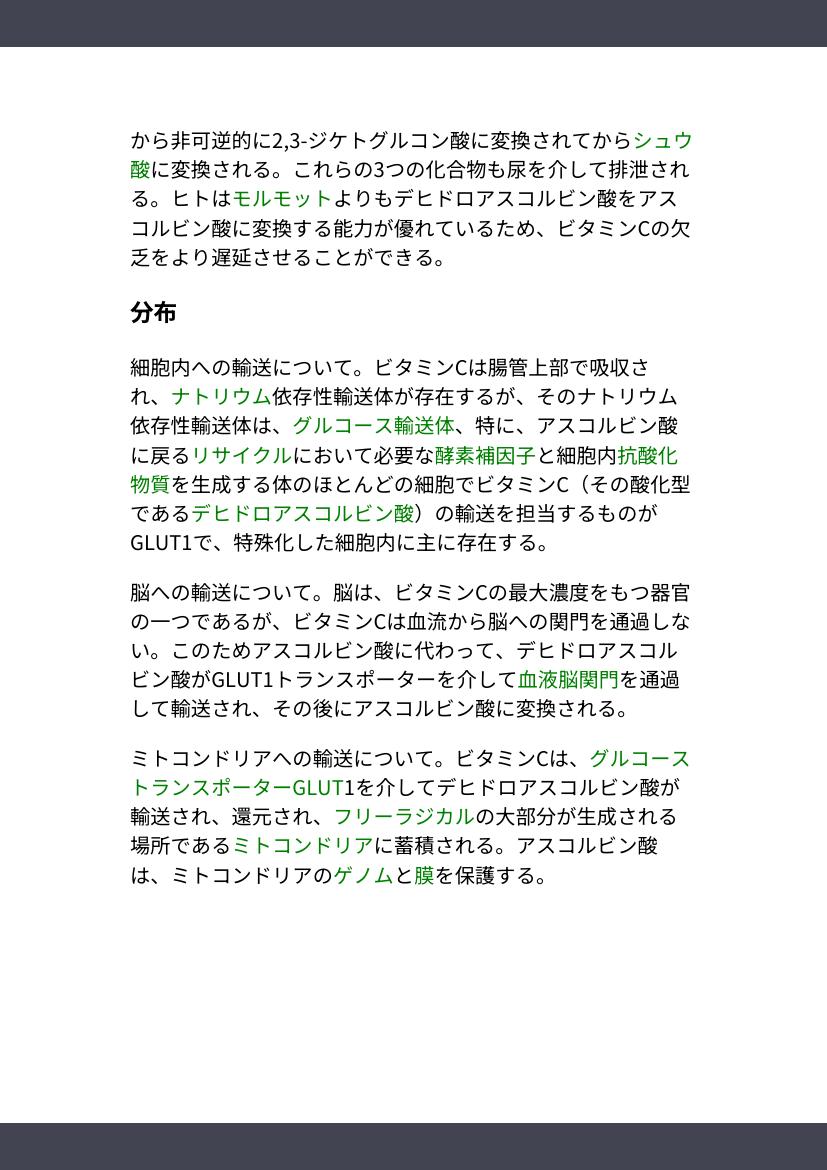 から非可逆的に2,3-ジケトグルコン酸に変換されてからシュウ
酸に変換される。これらの3つの化合物も尿を介して排泄され
る。ヒトはモルモットよりもデヒドロアスコルビン酸をアス
コルビン酸に変換する能力が優れているため、ビタミンCの欠
乏をより遅延させることができる。
分布
細胞内への輸送について。ビタミンCは腸管上部で吸収さ
れ、ナトリウム依存性輸送体が存在するが、そのナトリウム
依存性輸送体は、グルコース輸送体、特に、アスコルビン酸
に戻るリサイクルにおいて必要な酵素補因子と細胞内抗酸化
物質を生成する体のほとんどの細胞でビタミンC（その酸化型
であるデヒドロアスコルビン酸）の輸送を担当するものが
GLUT1で、特殊化した細胞内に主に存在する。
脳への輸送について。脳は、ビタミンCの最大濃度をもつ器官
の一つであるが、ビタミンCは血流から脳への関門を通過しな
い。このためアスコルビン酸に代わって、デヒドロアスコル
ビン酸がGLUT1トランスポーターを介して血液脳関門を通過
して輸送され、その後にアスコルビン酸に変換される。
ミトコンドリアへの輸送について。ビタミンCは、グルコース
トランスポーターGLUT1を介してデヒドロアスコルビン酸が
輸送され、還元され、フリーラジカルの大部分が生成される
場所であるミトコンドリアに蓄積される。アスコルビン酸
は、ミトコンドリアのゲノムと膜を保護する。